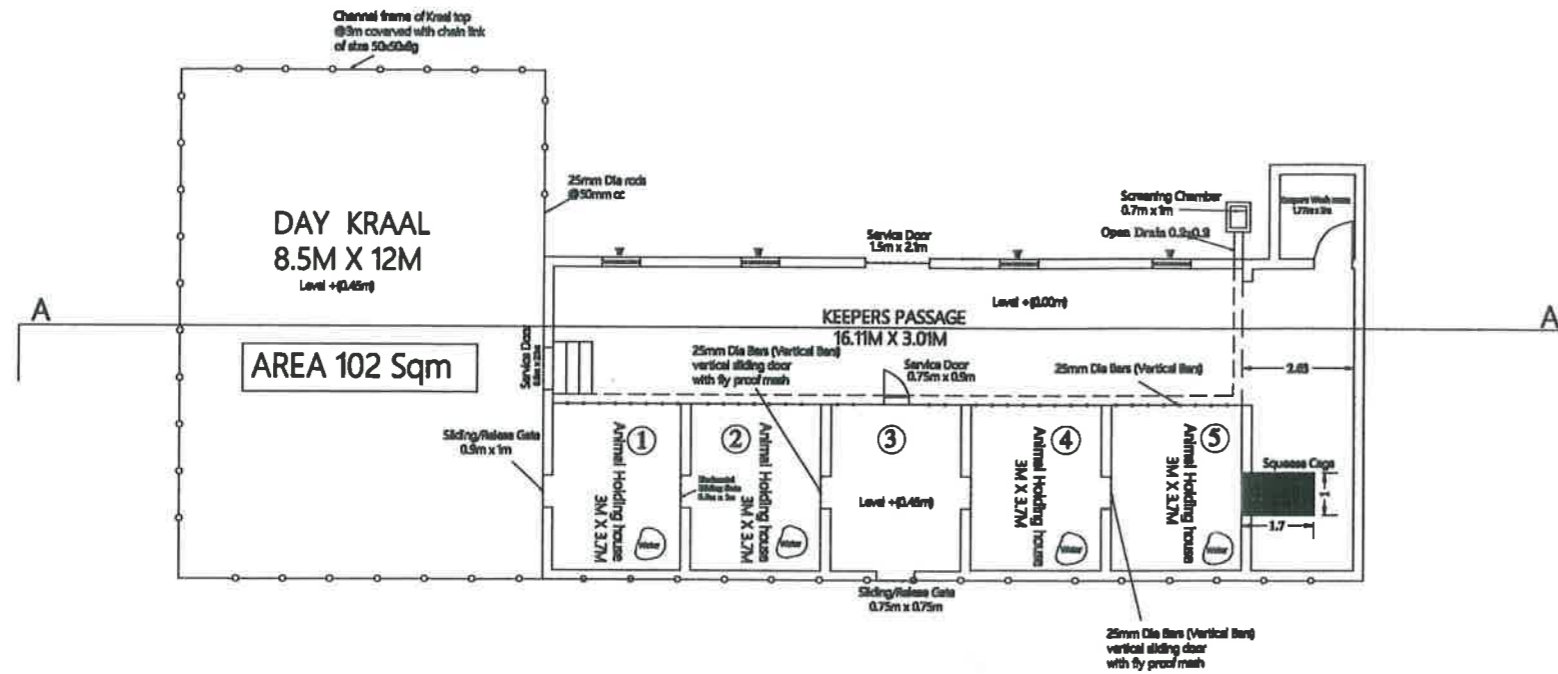 Channel frame of Kraal top
@3m covarved with chain link
of size 50x50x8g
25mm Dia rods
@50mm cc
DAY KRAAL
8.5M X 12M
Level +(0.45m)
AREA 102 Sqm
Service Door
1.5m x 2.1m
Screening Chamber
0.7m x 1m
Open Drain 0.2x0.2
Level +(0.00m)
A
A
KEEPERS PASSAGE
16.11M X 3.01M
Service Door
25mm Dia Bars (Vertical Bars)
vertical sliding door
with fly proof mesh
Service Door
0.75m x 0.9m
25mm Dia Bars (Vertical Bars)
2.63
Sliding/Relese Gate
0.9m x 1m
1
Animal Holding house
3M X 3.7M
Water
2
Animal Holding house
3M X 3.7M
Water
3
Level +(0.45m)
4
Animal Holding house
3M X 3.7M
Water
5
Animal Holding house
3M X 3.7M
Water
Squeeze Cage
1
1.7
Sliding/Relese Gate
0.75m x 0.75m
25mm Dia Bars (Vertical Bars)
vertical sliding door
with fly proof mesh